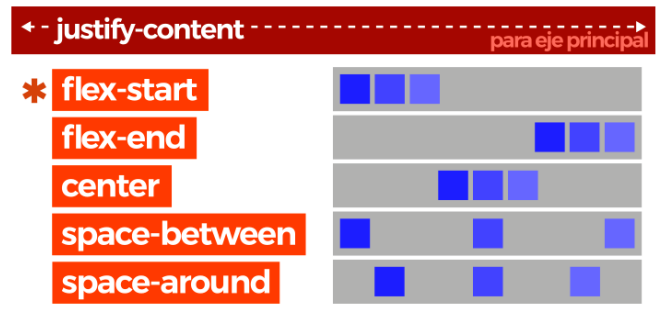 justify-content
para eje principal
* flex-start
flex-end
center
space-between
space-around